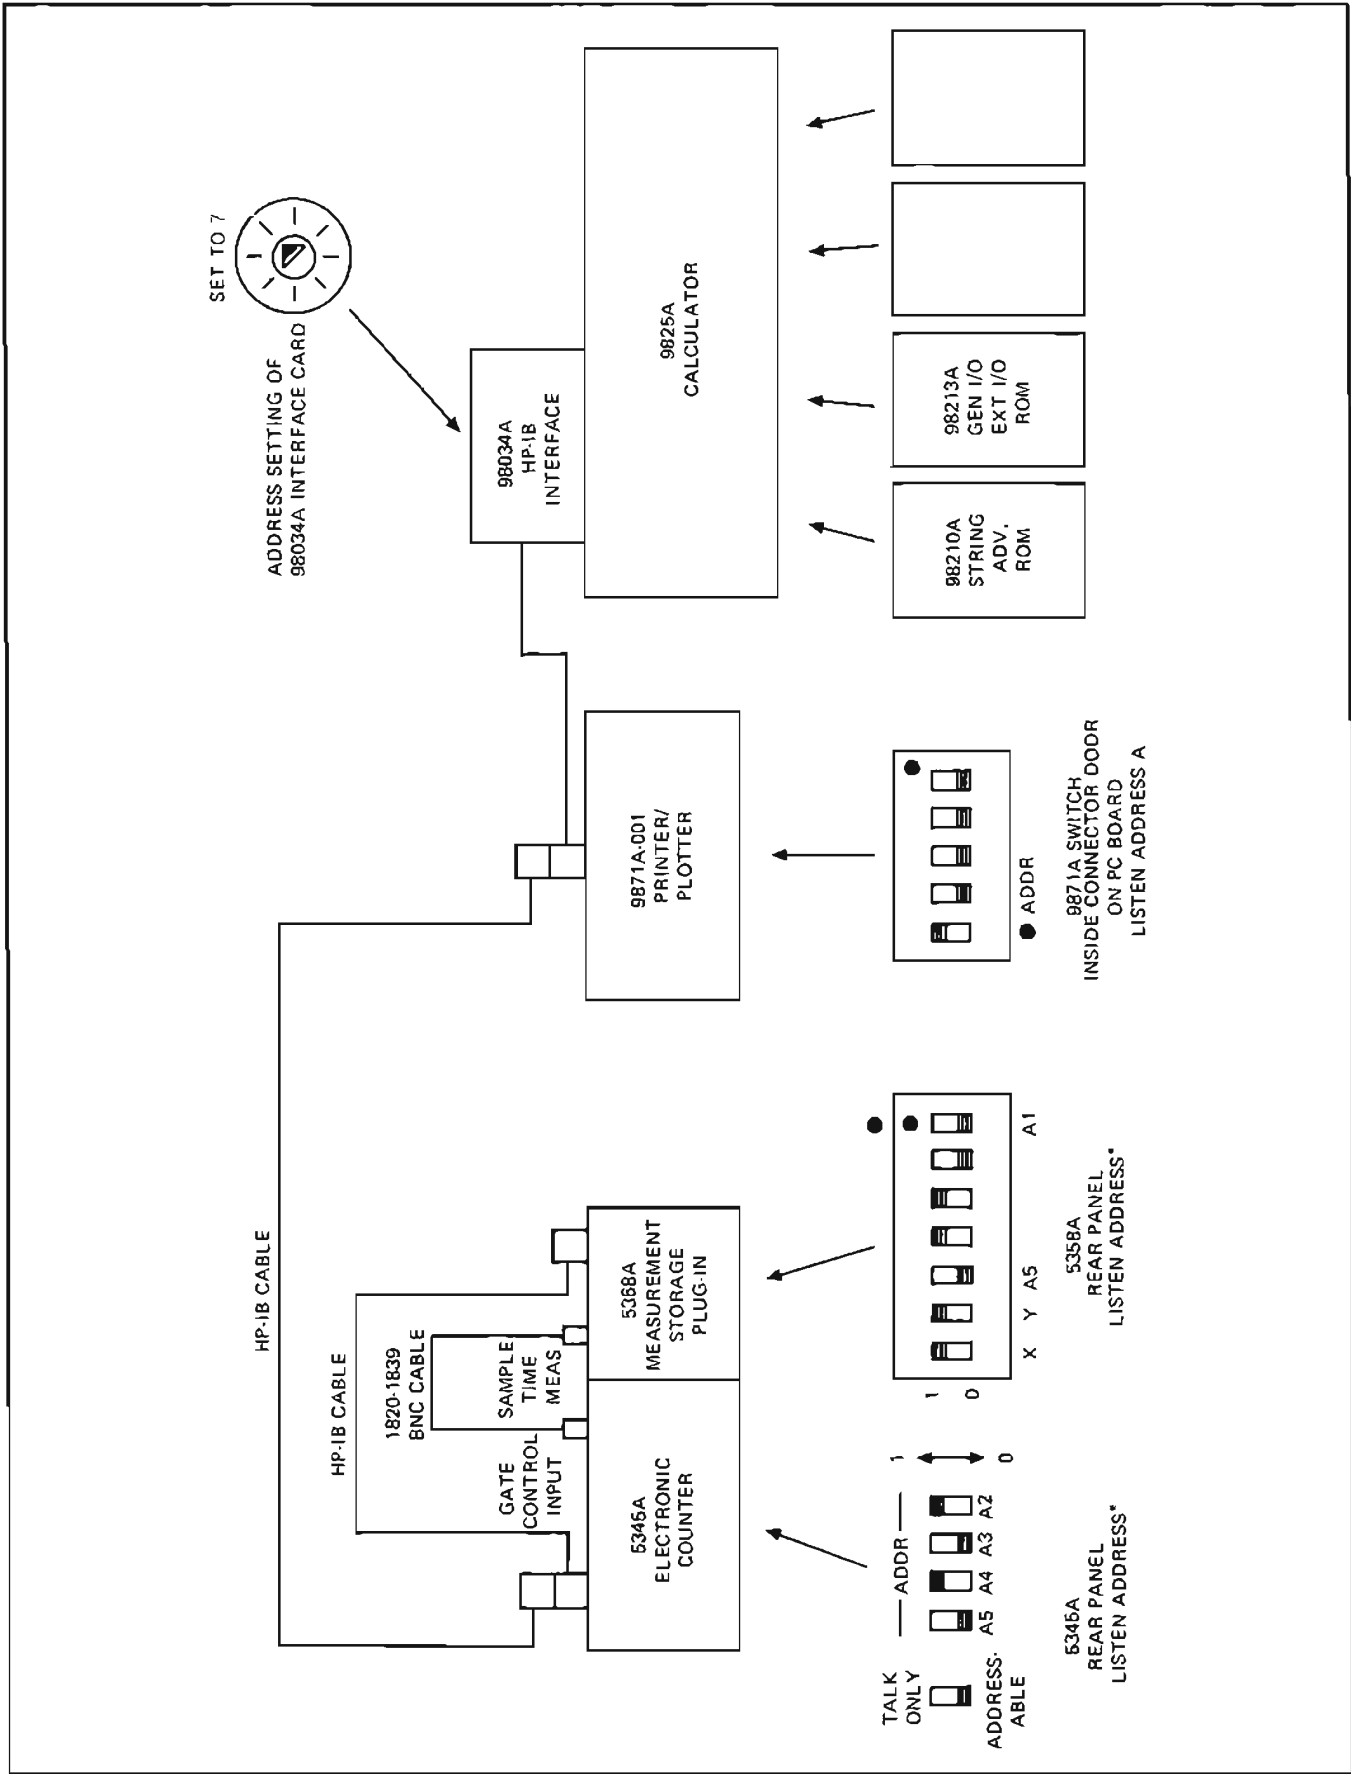 HP-IB CABLE
HP-IB CABLE
1820-1839
BNC CABLE
GATE
CONTROL
INPUT
SAMPLE
TIME
MEAS
5345A
ELECTRONIC
COUNTER
5368A
MEASUREMENT
STORAGE
PLUG-IN
TALK
ONLY
ADDRESS-
ABLE
ADDR
A5 A4 A3 A2
1
0
5345A
REAR PANEL
LISTEN ADDRESS*
1
0
X Y A5 A1
5358A
REAR PANEL
LISTEN ADDRESS*
9871A-001
PRINTER/
PLOTTER
ADDR
9871A SWITCH
INSIDE CONNECTOR DOOR
ON PC BOARD
LISTEN ADDRESS A
ADDRESS SETTING OF
98034A INTERFACE CARD
SET TO 7
98034A
HP-IB
INTERFACE
9825A
CALCULATOR
98210A
STRING
ADV.
ROM
98213A
GEN I/O
EXT I/O
ROM